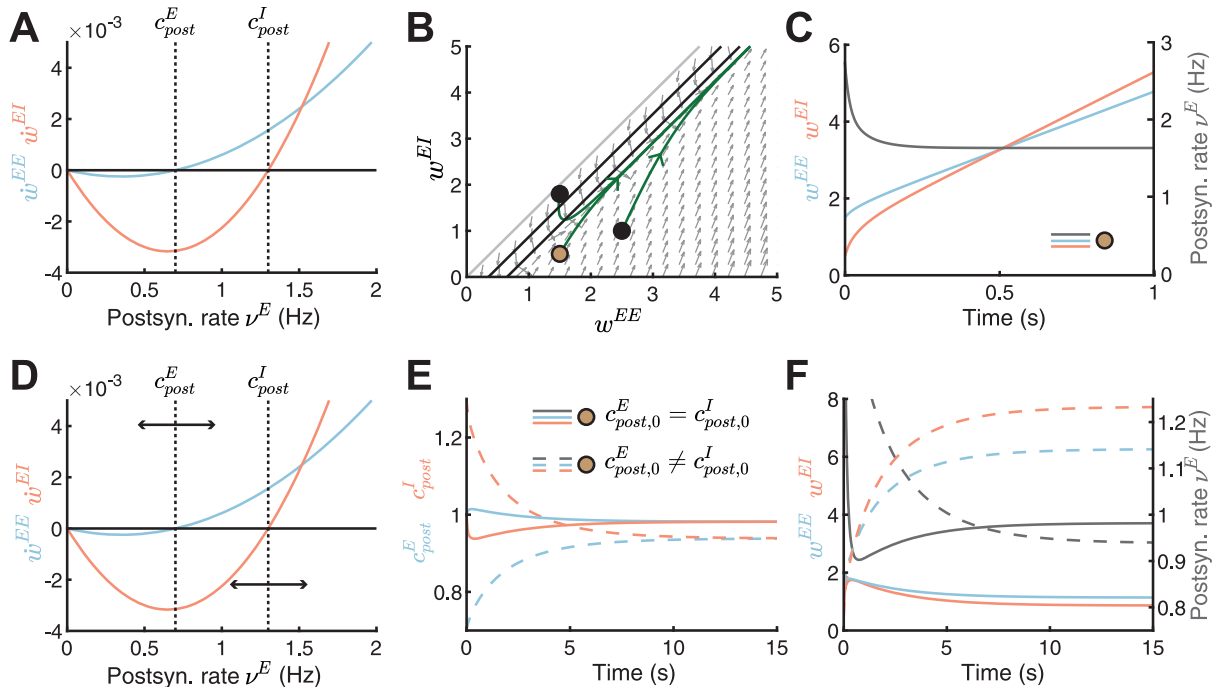 A
×10⁻³
c^E_post
c^I_post
ẇ^EE ẇ^EI
4
2
0
-2
-4
0 0.5 1 1.5 2
Postsyn. rate ν^E (Hz)
B
w^EI
5
4
3
2
1
0
0 1 2 3 4 5
w^EE
C
w^EE w^EI
6
4
2
0
3
2
1
0
Postsyn. rate ν^E (Hz)
0 0.5 1
Time (s)
D
×10⁻³
c^E_post
c^I_post
ẇ^EE ẇ^EI
4
2
0
-2
-4
0 0.5 1 1.5 2
Postsyn. rate ν^E (Hz)
E
c^E_post c^I_post
1.2
1
0.8
c^E_post,0 = c^I_post,0
c^E_post,0 ≠ c^I_post,0
0 5 10 15
Time (s)
F
w^EE w^EI
8
6
4
2
0
1.2
1.1
1
0.9
0.8
Postsyn. rate ν^E (Hz)
0 5 10 15
Time (s)